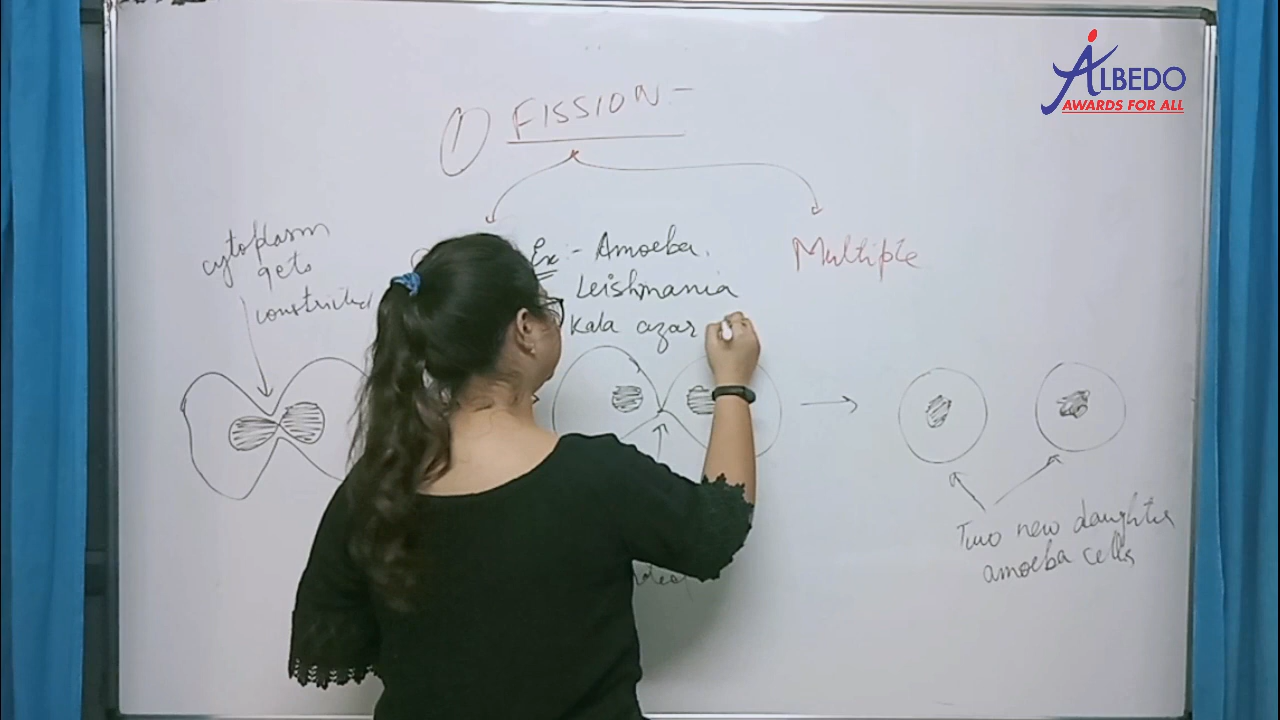 ALBEDO
AWARDS FOR ALL
1) FISSION -
cytoplasm
gets
Ex:- Amoeba,
Leishmania
Kala azar
Multiple
Two new daughter
amoeba cells